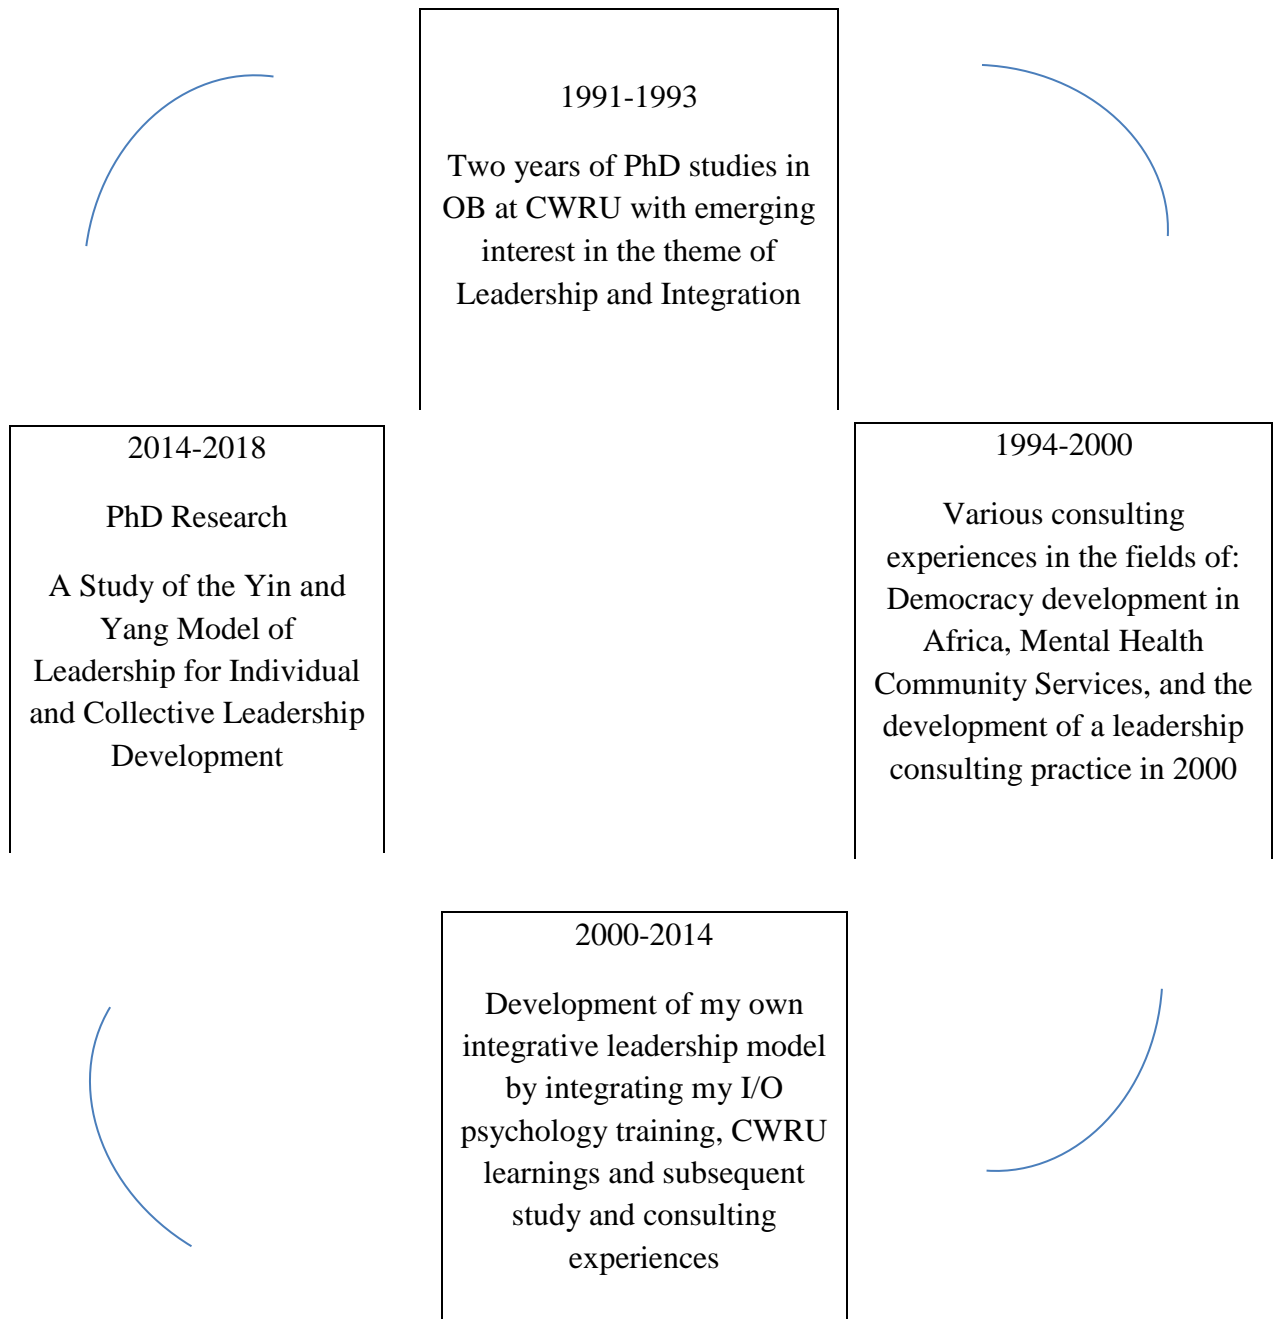 1991-1993
Two years of PhD studies in
OB at CWRU with emerging
interest in the theme of
Leadership and Integration
2014-2018
PhD Research
A Study of the Yin and
Yang Model of
Leadership for Individual
and Collective Leadership
Development
1994-2000
Various consulting
experiences in the fields of:
Democracy development in
Africa, Mental Health
Community Services, and the
development of a leadership
consulting practice in 2000
2000-2014
Development of my own
integrative leadership model
by integrating my I/O
psychology training, CWRU
learnings and subsequent
study and consulting
experiences